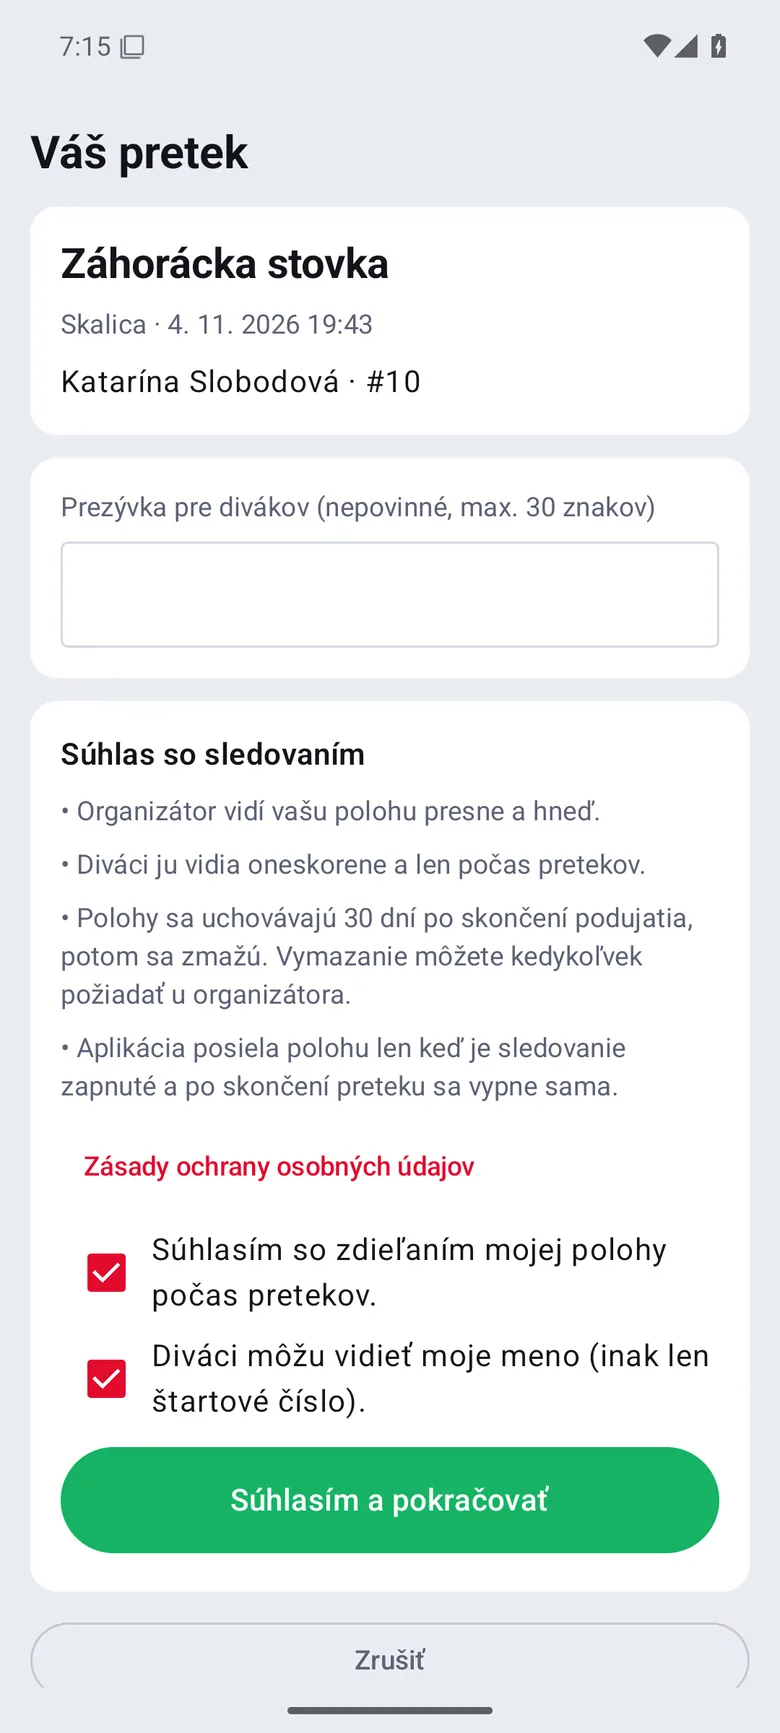 7:15
Váš pretek
Záhorácka stovka
Skalica · 4. 11. 2026 19:43
Katarína Slobodová · #10
Prezývka pre divákov (nepovinné, max. 30 znakov)
Súhlas so sledovaním
• Organizátor vidí vašu polohu presne a hneď.
• Diváci ju vidia oneskorene a len počas pretekov.
• Polohy sa uchovávajú 30 dní po skončení podujatia,
potom sa zmažú. Vymazanie môžete kedykoľvek
požiadať u organizátora.
• Aplikácia posiela polohu len keď je sledovanie
zapnuté a po skončení preteku sa vypne sama.
Zásady ochrany osobných údajov
Súhlasím so zdieľaním mojej polohy
počas pretekov.
Diváci môžu vidieť moje meno (inak len
štartové číslo).
Súhlasím a pokračovať
Zrušiť